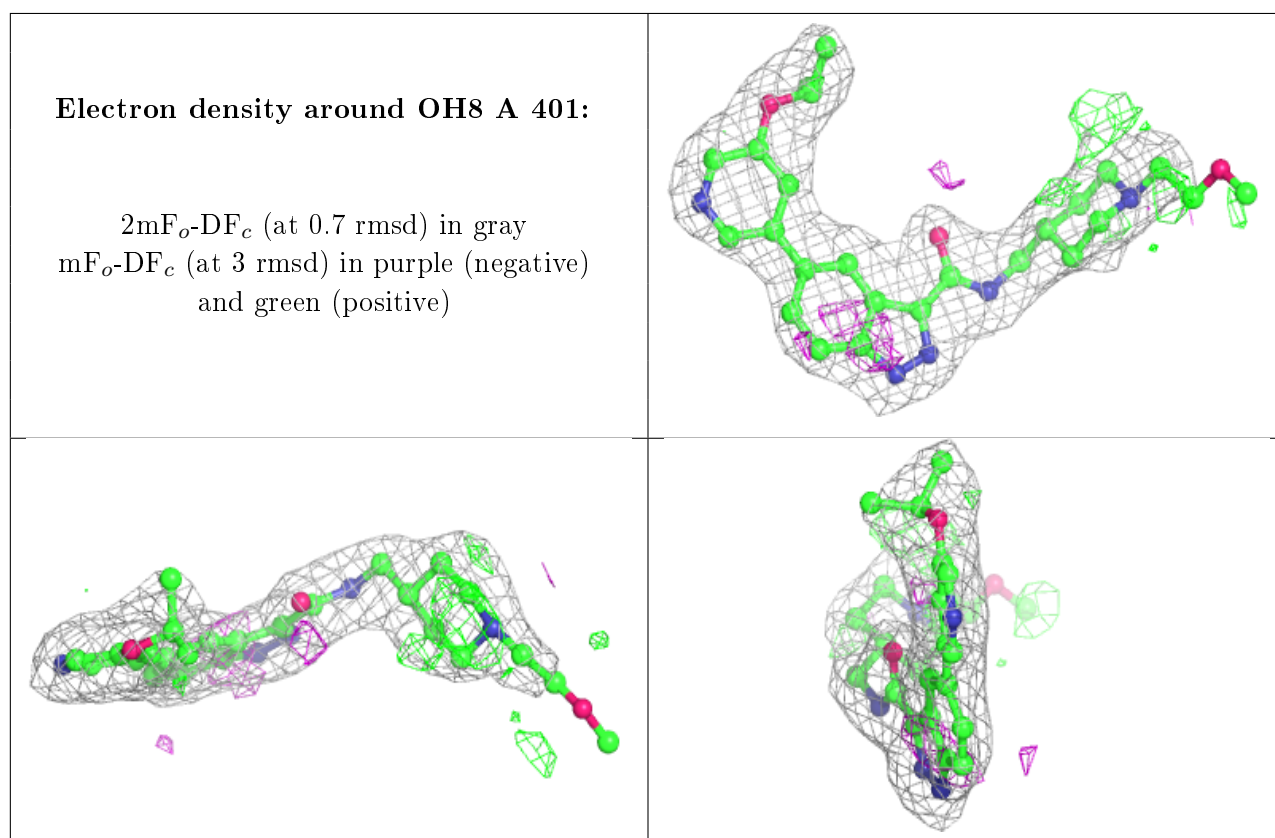 Electron density around OH8 A 401:
2mFₒ-DF𝒸 (at 0.7 rmsd) in gray
mFₒ-DF𝒸 (at 3 rmsd) in purple (negative)
and green (positive)